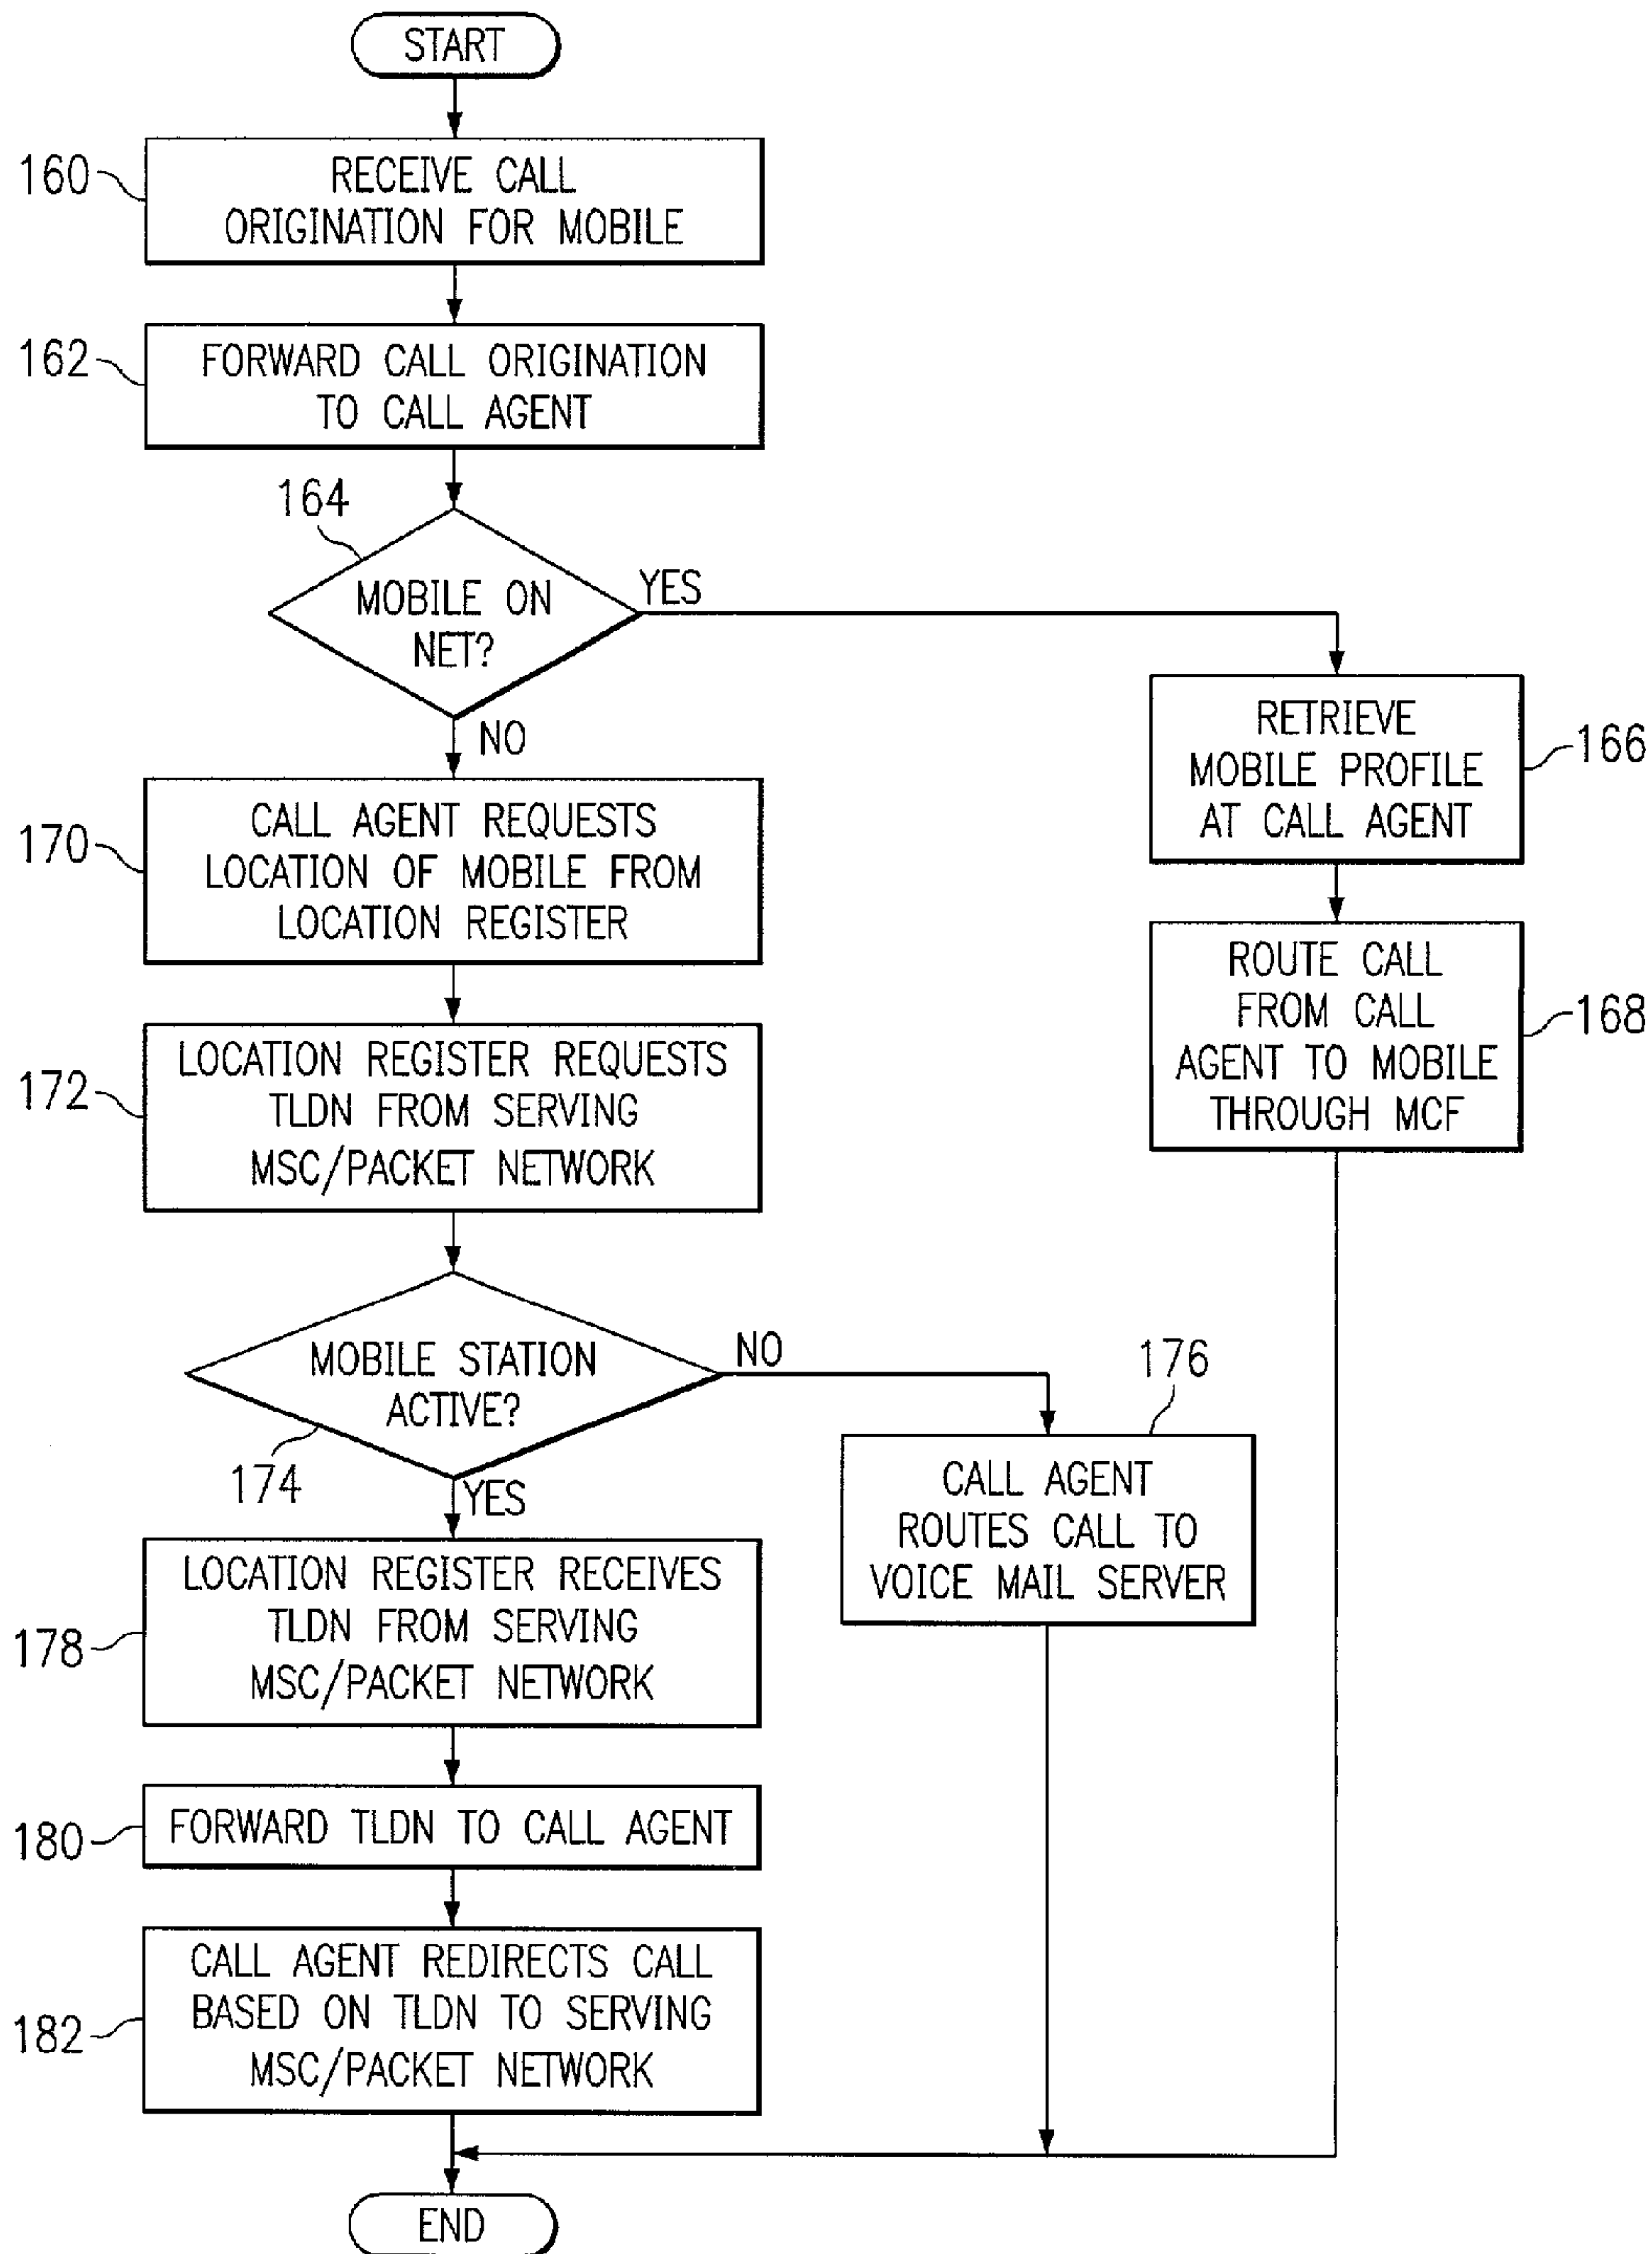 START
160
RECEIVE CALL
ORIGINATION FOR MOBILE
162
FORWARD CALL ORIGINATION
TO CALL AGENT
164
MOBILE ON
NET?
YES
NO
RETRIEVE
MOBILE PROFILE
AT CALL AGENT
166
ROUTE CALL
FROM CALL
AGENT TO MOBILE
THROUGH MCF
168
170
CALL AGENT REQUESTS
LOCATION OF MOBILE FROM
LOCATION REGISTER
172
LOCATION REGISTER REQUESTS
TLDN FROM SERVING
MSC/PACKET NETWORK
MOBILE STATION
ACTIVE?
174
NO
YES
176
CALL AGENT
ROUTES CALL TO
VOICE MAIL SERVER
178
LOCATION REGISTER RECEIVES
TLDN FROM SERVING
MSC/PACKET NETWORK
180
FORWARD TLDN TO CALL AGENT
182
CALL AGENT REDIRECTS CALL
BASED ON TLDN TO SERVING
MSC/PACKET NETWORK
END